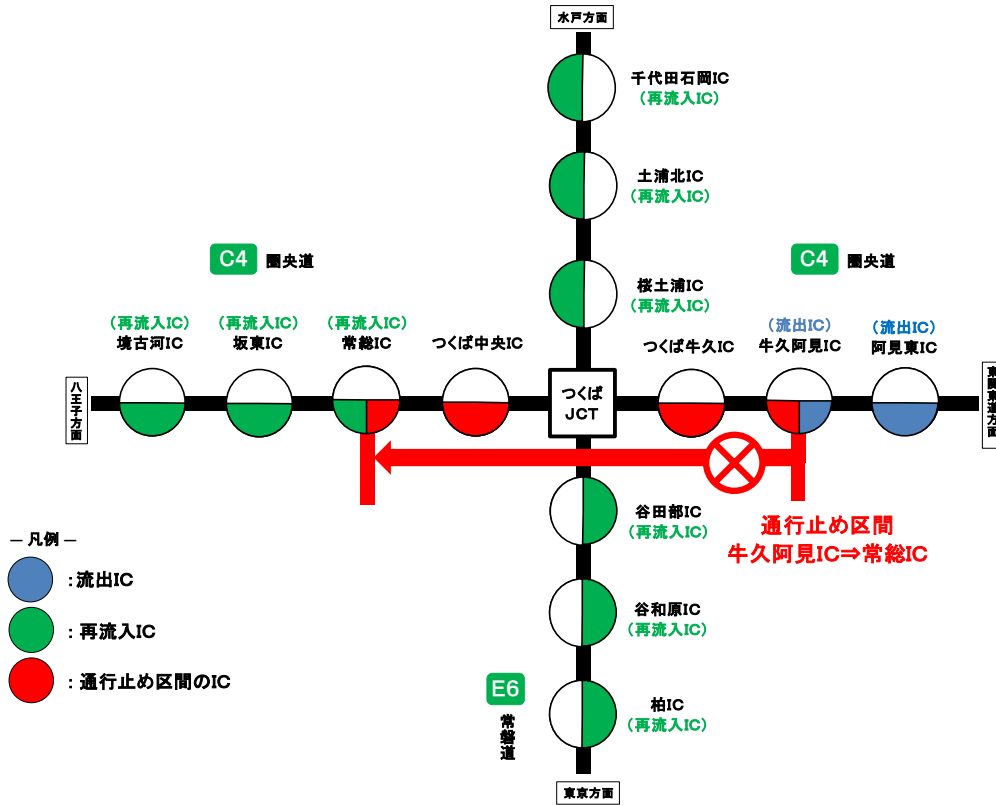 水戸方面
千代田石岡IC
(再流入IC)
土浦北IC
(再流入IC)
桜土浦IC
(再流入IC)
C4 圏央道
C4 圏央道
(再流入IC)
境古河IC
(再流入IC)
坂東IC
(再流入IC)
常総IC
つくば中央IC
つくば牛久IC
(流出IC)
牛久阿見IC
(流出IC)
阿見東IC
八王子方面
つくば
JCT
東関東道方面
谷田部IC
(再流入IC)
通行止め区間
牛久阿見IC⇒常総IC
― 凡例 ―
:流出IC
:再流入IC
:通行止め区間のIC
谷和原IC
(再流入IC)
E6
常磐道
柏IC
(再流入IC)
東京方面